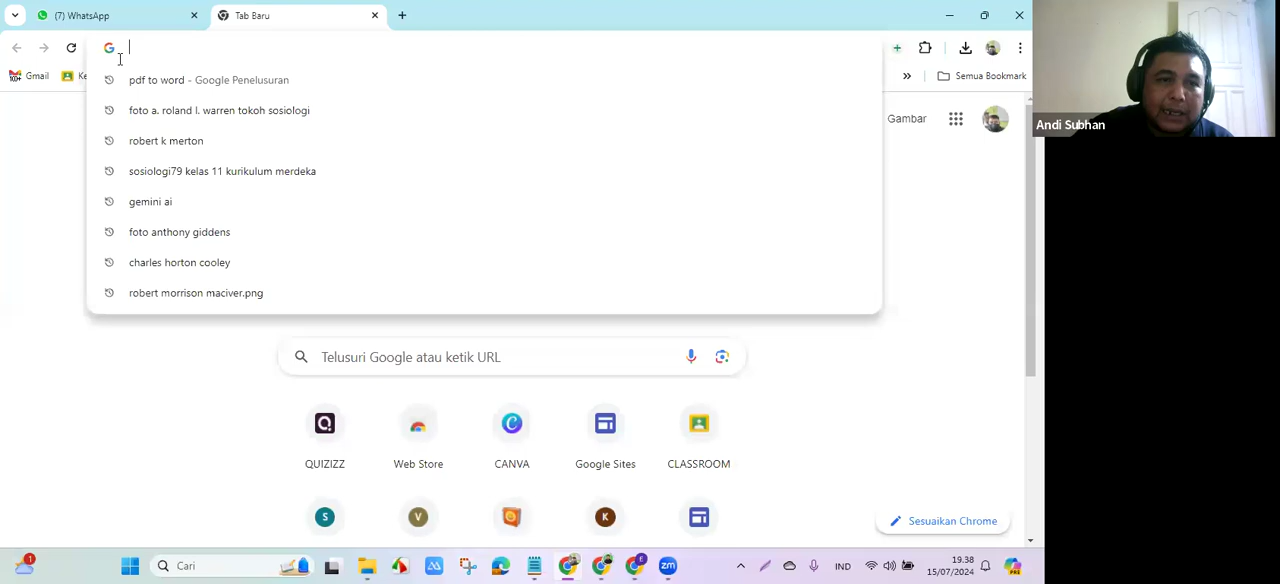 (7) WhatsApp
Tab Baru
Gmail
Ke
Semua Bookmark
pdf to word - Google Penelusuran
foto a. roland l. warren tokoh sosiologi
robert k merton
sosiologi79 kelas 11 kurikulum merdeka
gemini ai
foto anthony giddens
charles horton cooley
robert morrison maciver.png
Gambar
Andi Subhan
Telusuri Google atau ketik URL
QUIZIZZ
Web Store
CANVA
Google Sites
CLASSROOM
S
V
K
Sesuaikan Chrome
1
Cari
zm
IND
19.38
15/07/2024